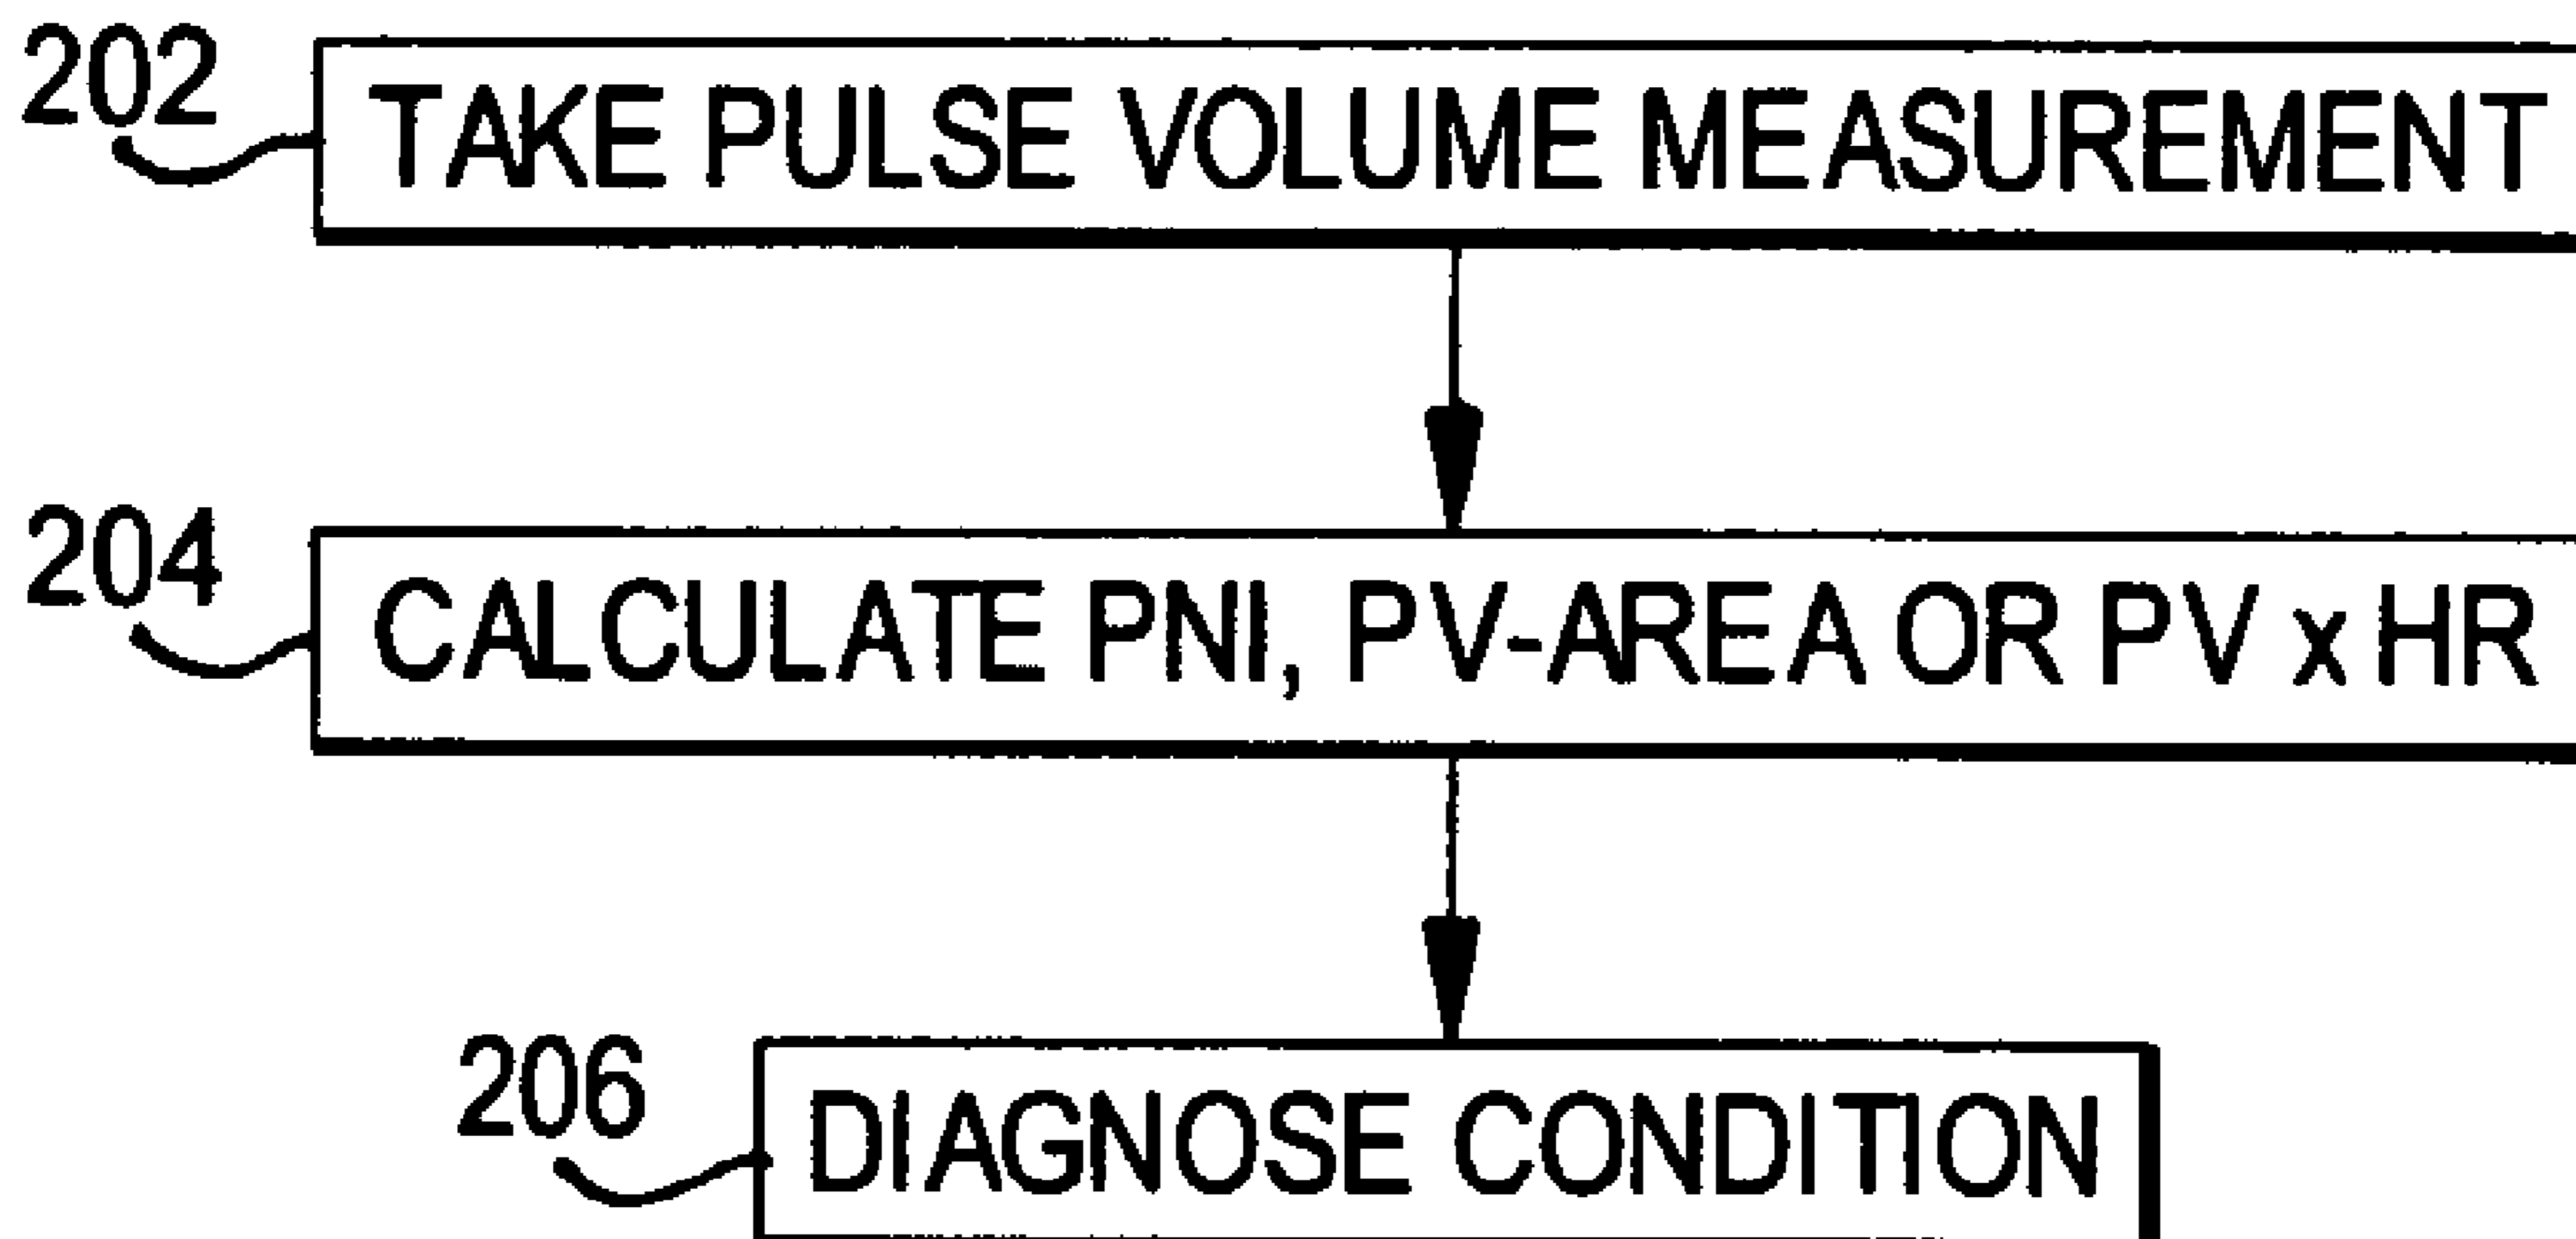 202
TAKE PULSE VOLUME MEASUREMENT
204
CALCULATE PNI, PV-AREA OR PV x HR
206
DIAGNOSE CONDITION